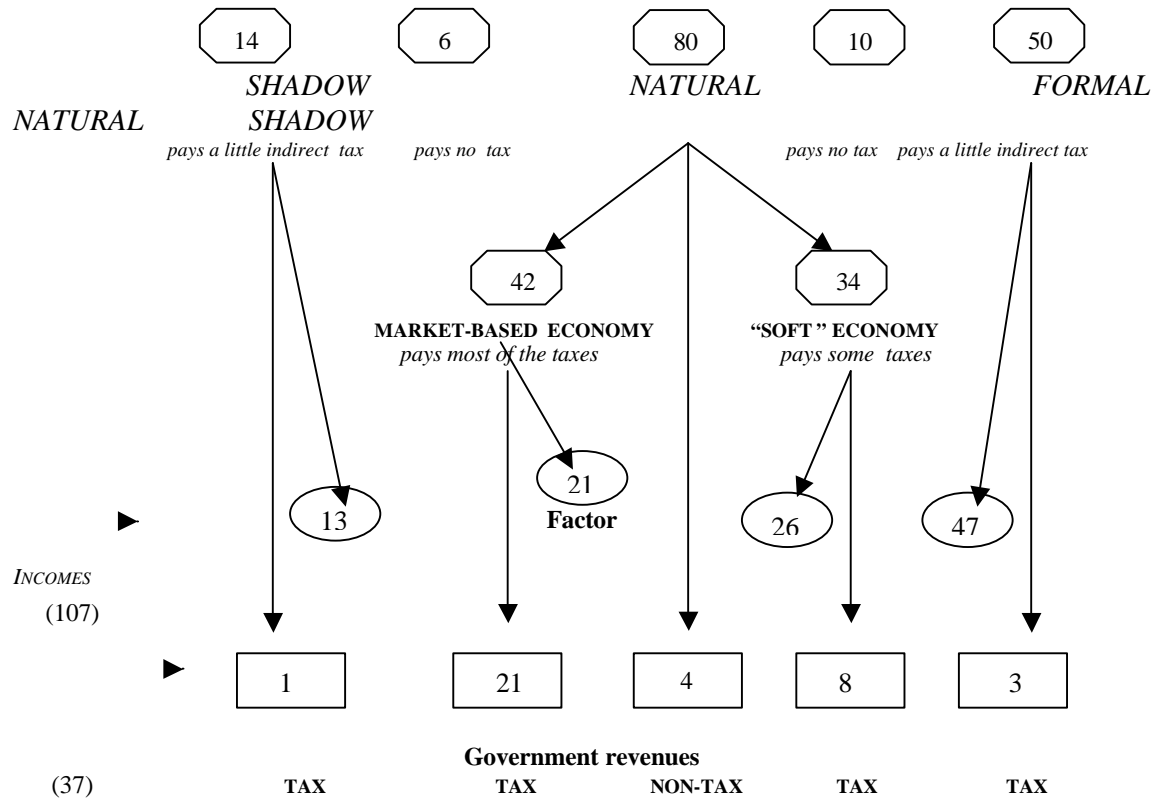 14 6 80 10 50
SHADOW NATURAL FORMAL
NATURAL SHADOW
pays a little indirect tax pays no tax pays no tax pays a little indirect tax
42 34
MARKET-BASED ECONOMY “SOFT” ECONOMY
pays most of the taxes pays some taxes
21
13 Factor 26 47
INCOMES
(107)
1 21 4 8 3
Government revenues
(37) TAX TAX NON-TAX TAX TAX